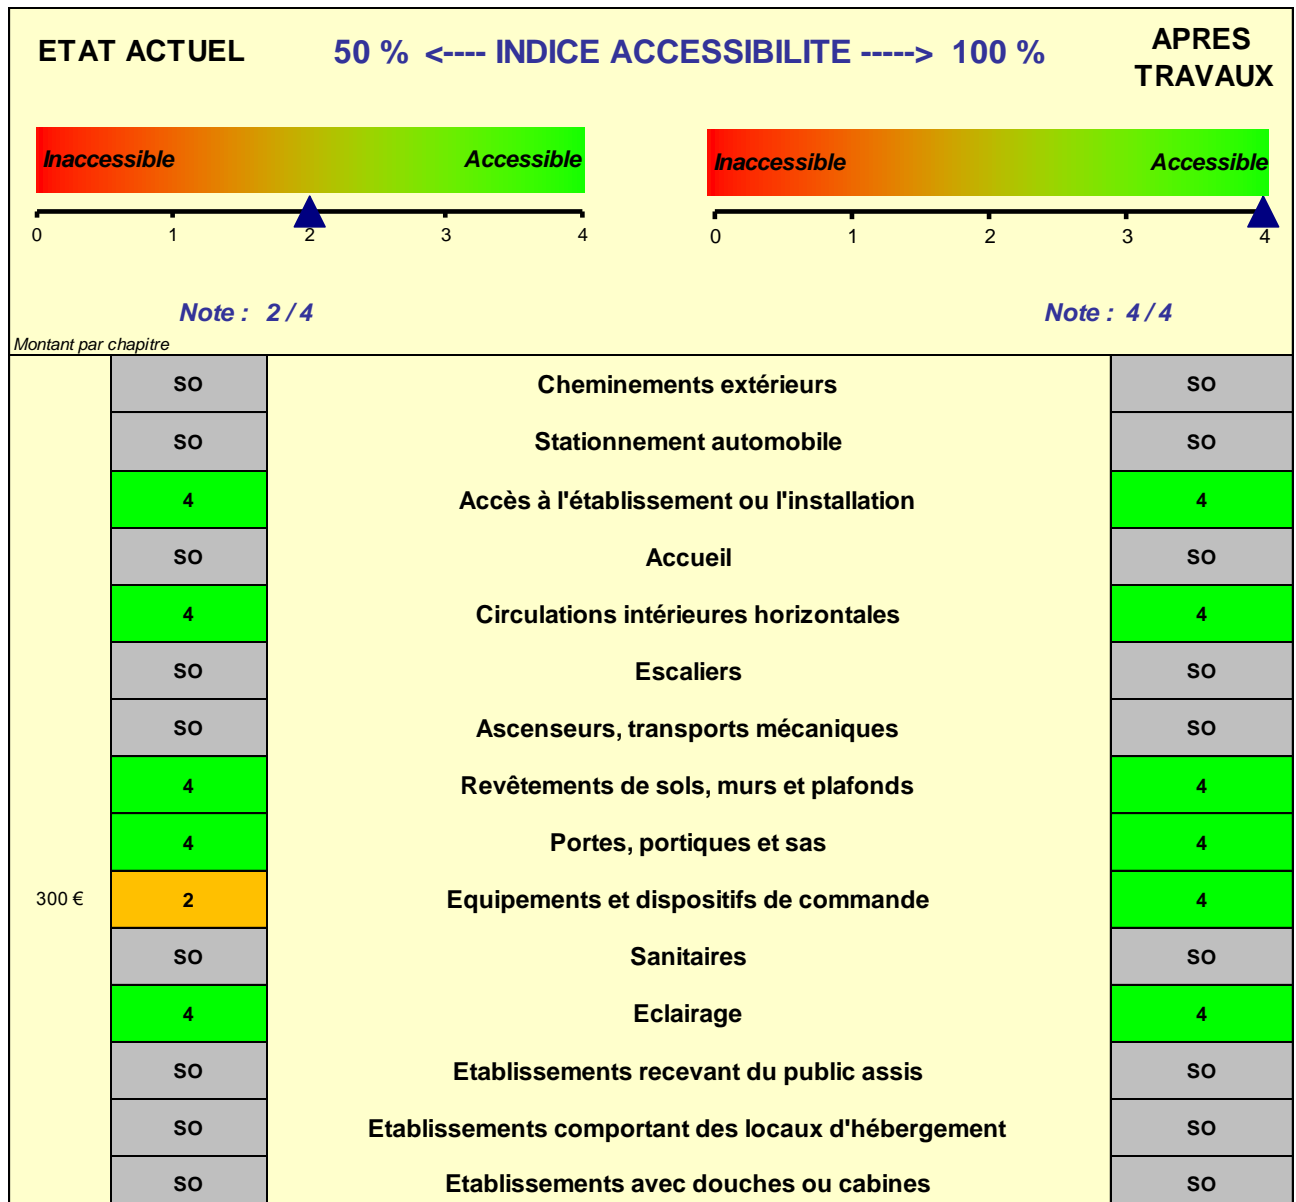 ETAT ACTUEL 50 % <---- INDICE ACCESSIBILITE -----> 100 % APRES TRAVAUX
Inaccessible Accessible Inaccessible Accessible
0 1 2 3 4 0 1 2 3 4
Note : 2 / 4 Note : 4 / 4
Montant par chapitre
SO Cheminements extérieurs SO
SO Stationnement automobile SO
4 Accès à l'établissement ou l'installation 4
SO Accueil SO
4 Circulations intérieures horizontales 4
SO Escaliers SO
SO Ascenseurs, transports mécaniques SO
4 Revêtements de sols, murs et plafonds 4
4 Portes, portiques et sas 4
300 € 2 Equipements et dispositifs de commande 4
SO Sanitaires SO
4 Eclairage 4
SO Etablissements recevant du public assis SO
SO Etablissements comportant des locaux d'hébergement SO
SO Etablissements avec douches ou cabines SO